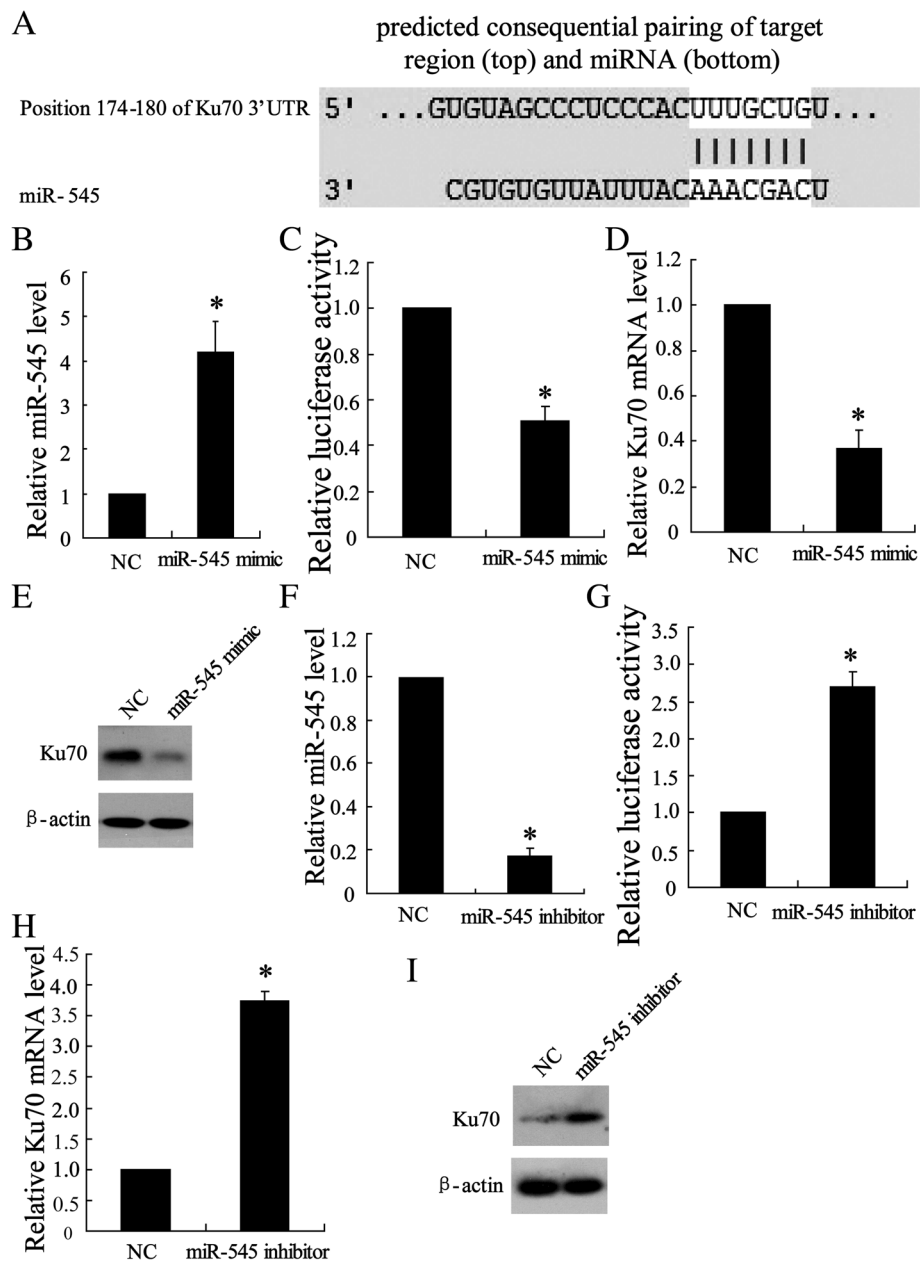 A
predicted consequential pairing of target
region (top) and miRNA (bottom)
Position 174-180 of Ku70 3'UTR 5' ...GUGUAGCCCUCCCACUUUGCUGU...
miR-545 3' CGUGUGUUAUUUACAAACGACU
B
Relative miR-545 level
6
5
4
3
2
1
0
NC miR-545 mimic
*
C
Relative luciferase activity
1.2
1.0
0.8
0.6
0.4
0.2
0
NC miR-545 mimic
*
D
Relative Ku70 mRNA level
1.2
1.0
0.8
0.6
0.4
0.2
0
NC miR-545 mimic
*
E
NC miR-545 mimic
Ku70
β-actin
F
Relative miR-545 level
1.2
1.0
0.8
0.6
0.4
0.2
0
NC miR-545 inhibitor
*
G
Relative luciferase activity
3.5
3.0
2.5
2.0
1.5
1.0
0.5
0
NC miR-545 inhibitor
*
H
Relative Ku70 mRNA level
4.5
4.0
3.5
3.0
2.5
2.0
1.5
1.0
0.5
0
NC miR-545 inhibitor
*
I
NC miR-545 inhibitor
Ku70
β-actin